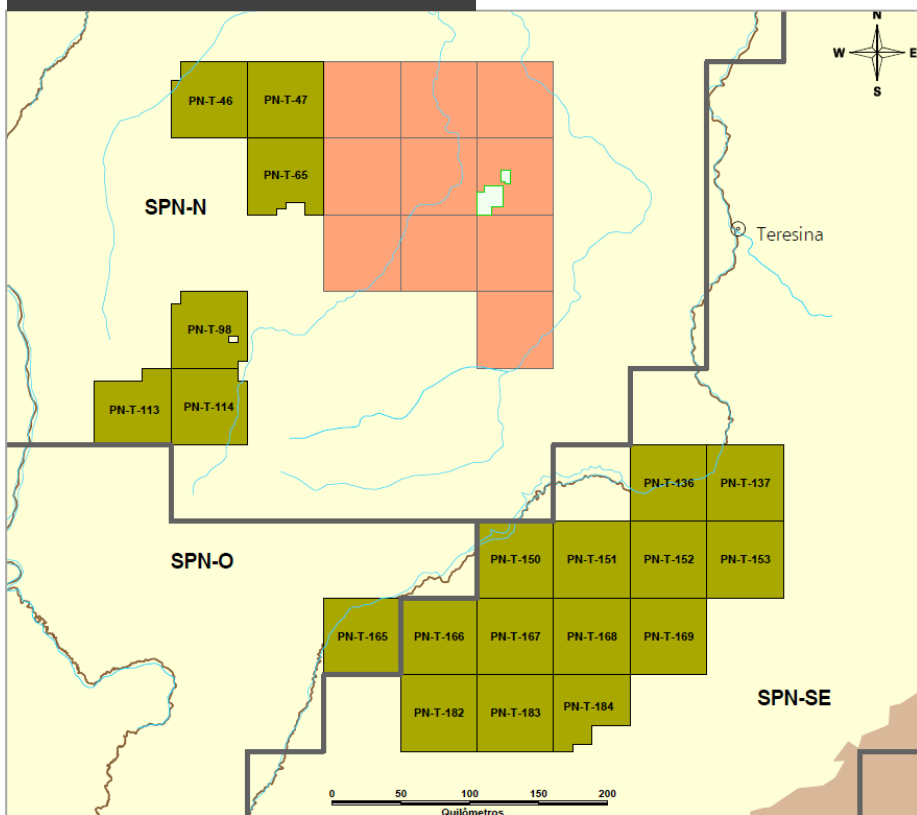 N
W E
S
PN-T-46 PN-T-47
PN-T-65
SPN-N
Teresina
PN-T-98
PN-T-113 PN-T-114
PN-T-136 PN-T-137
SPN-O
PN-T-150 PN-T-151 PN-T-152 PN-T-153
PN-T-165 PN-T-166 PN-T-167 PN-T-168 PN-T-169
PN-T-182 PN-T-183 PN-T-184
SPN-SE
0 50 100 150 200
Quilômetros